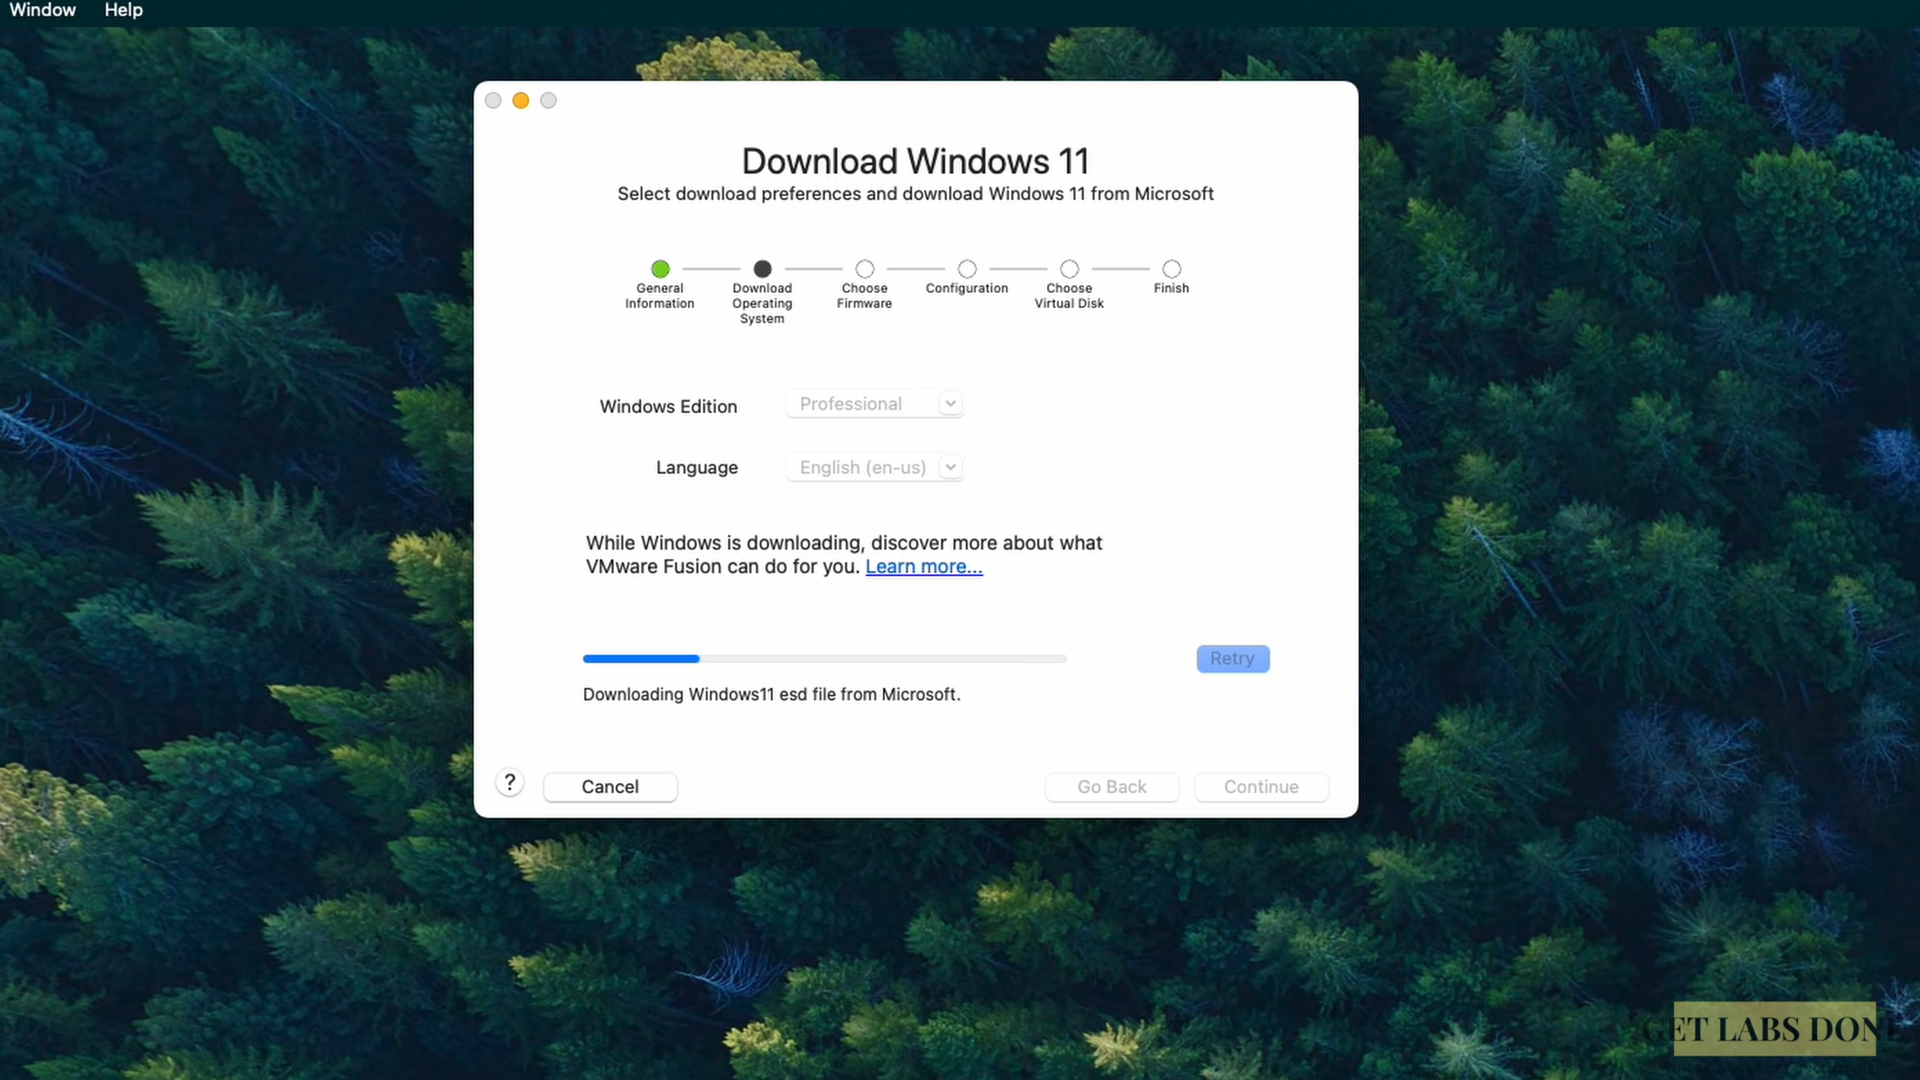 Window Help
Download Windows 11
Select download preferences and download Windows 11 from Microsoft
General Information
Download Operating System
Choose Firmware
Configuration
Choose Virtual Disk
Finish
Windows Edition Professional
Language English (en-us)
While Windows is downloading, discover more about what
VMware Fusion can do for you. Learn more...
Retry
Downloading Windows11 esd file from Microsoft.
? Cancel Go Back Continue
GET LABS DONE